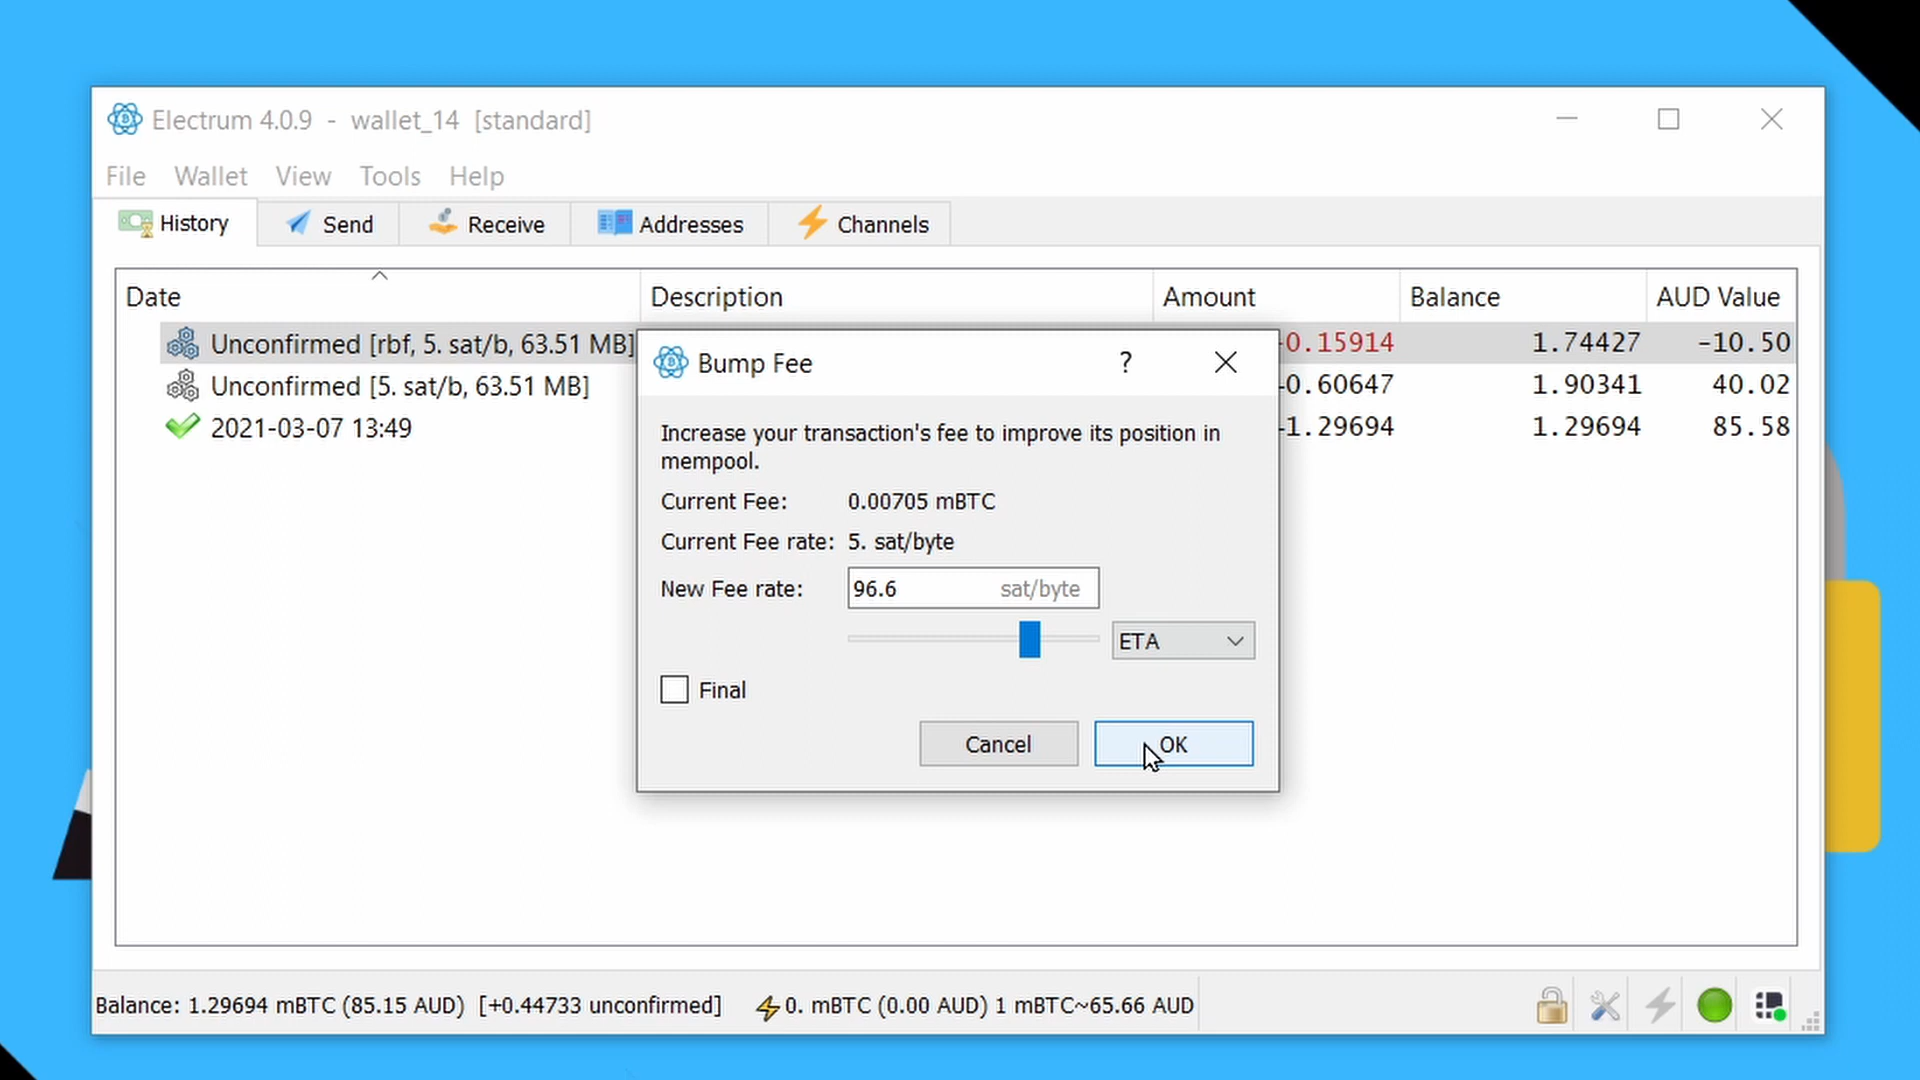 Electrum 4.0.9 - wallet_14 [standard]
File Wallet View Tools Help
History Send Receive Addresses Channels
Date Description Amount Balance AUD Value
Unconfirmed [rbf, 5. sat/b, 63.51 MB] -0.15914 1.74427 -10.50
Unconfirmed [5. sat/b, 63.51 MB] 0.60647 1.90341 40.02
2021-03-07 13:49 1.29694 1.29694 85.58
Bump Fee ?
Increase your transaction's fee to improve its position in
mempool.
Current Fee: 0.00705 mBTC
Current Fee rate: 5. sat/byte
New Fee rate: 96.6 sat/byte
ETA
Final
Cancel OK
Balance: 1.29694 mBTC (85.15 AUD) [+0.44733 unconfirmed] 0. mBTC (0.00 AUD) 1 mBTC~65.66 AUD